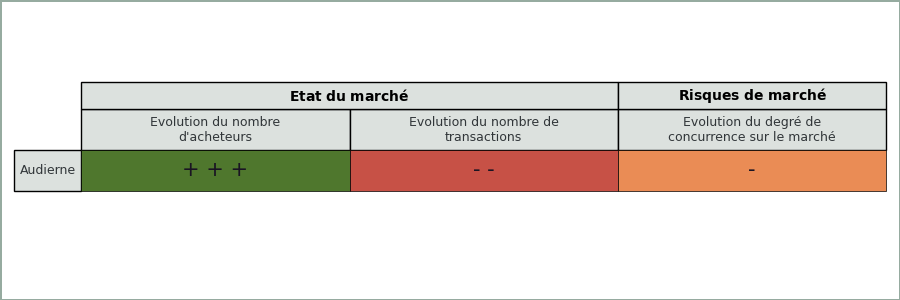 Etat du marché
Risques de marché
Evolution du nombre
d'acheteurs
Evolution du nombre de
transactions
Evolution du degré de
concurrence sur le marché
Audierne
+ + +
- -
-